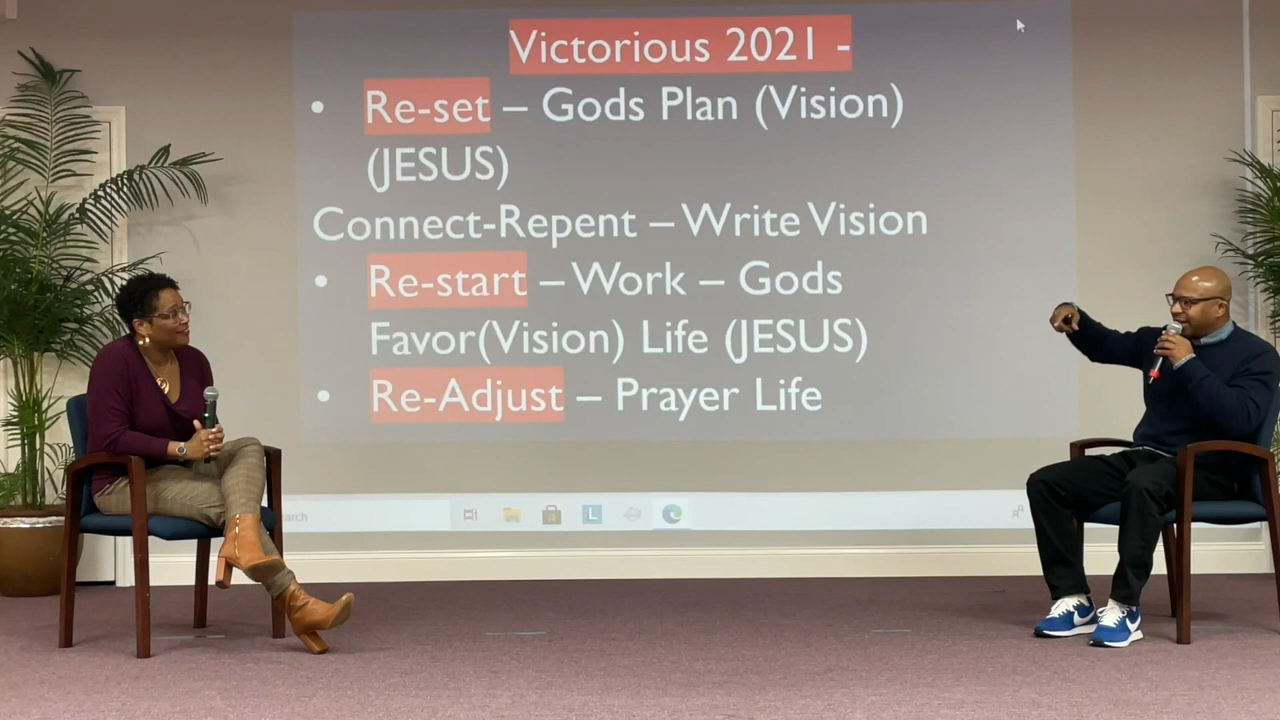 Victorious 2021 -
• Re-set – Gods Plan (Vision)
(JESUS)
Connect-Repent – Write Vision
• Re-start – Work – Gods
Favor(Vision) Life (JESUS)
• Re-Adjust – Prayer Life
L